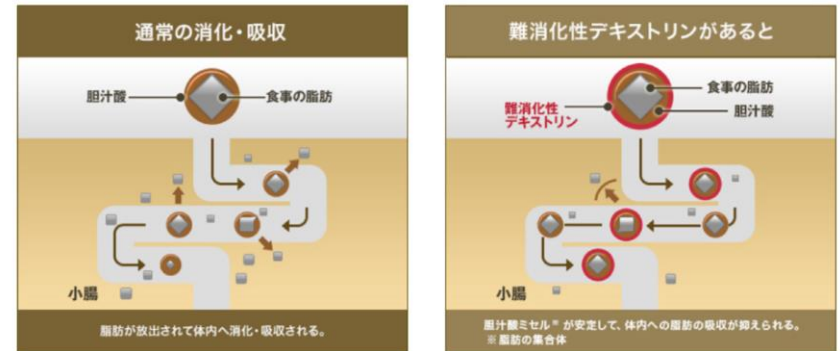 通常の消化・吸収
胆汁酸
食事の脂肪
小腸
脂肪が放出されて体内へ消化・吸収される。
難消化性デキストリンがあると
食事の脂肪
胆汁酸
難消化性
デキストリン
小腸
胆汁酸ミセル※が安定して、体内への脂肪の吸収が抑えられる。
※脂肪の集合体